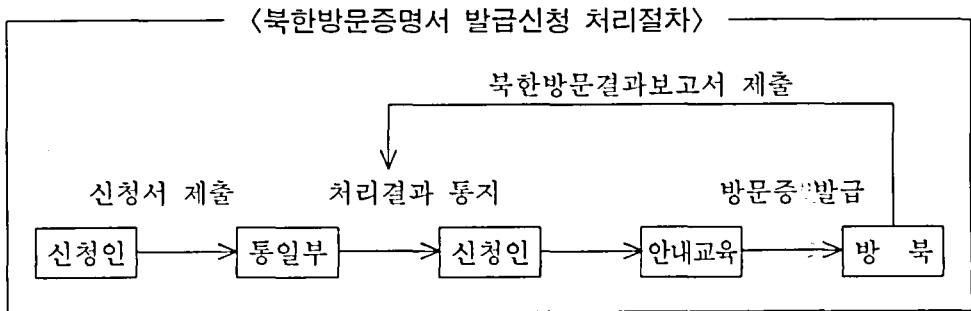 〈북한방문증명서 발급신청 처리절차〉
북한방문결과보고서 제출
신청서 제출 처리결과 통지 방문증 발급
신청인 통일부 신청인 안내교육 방 북